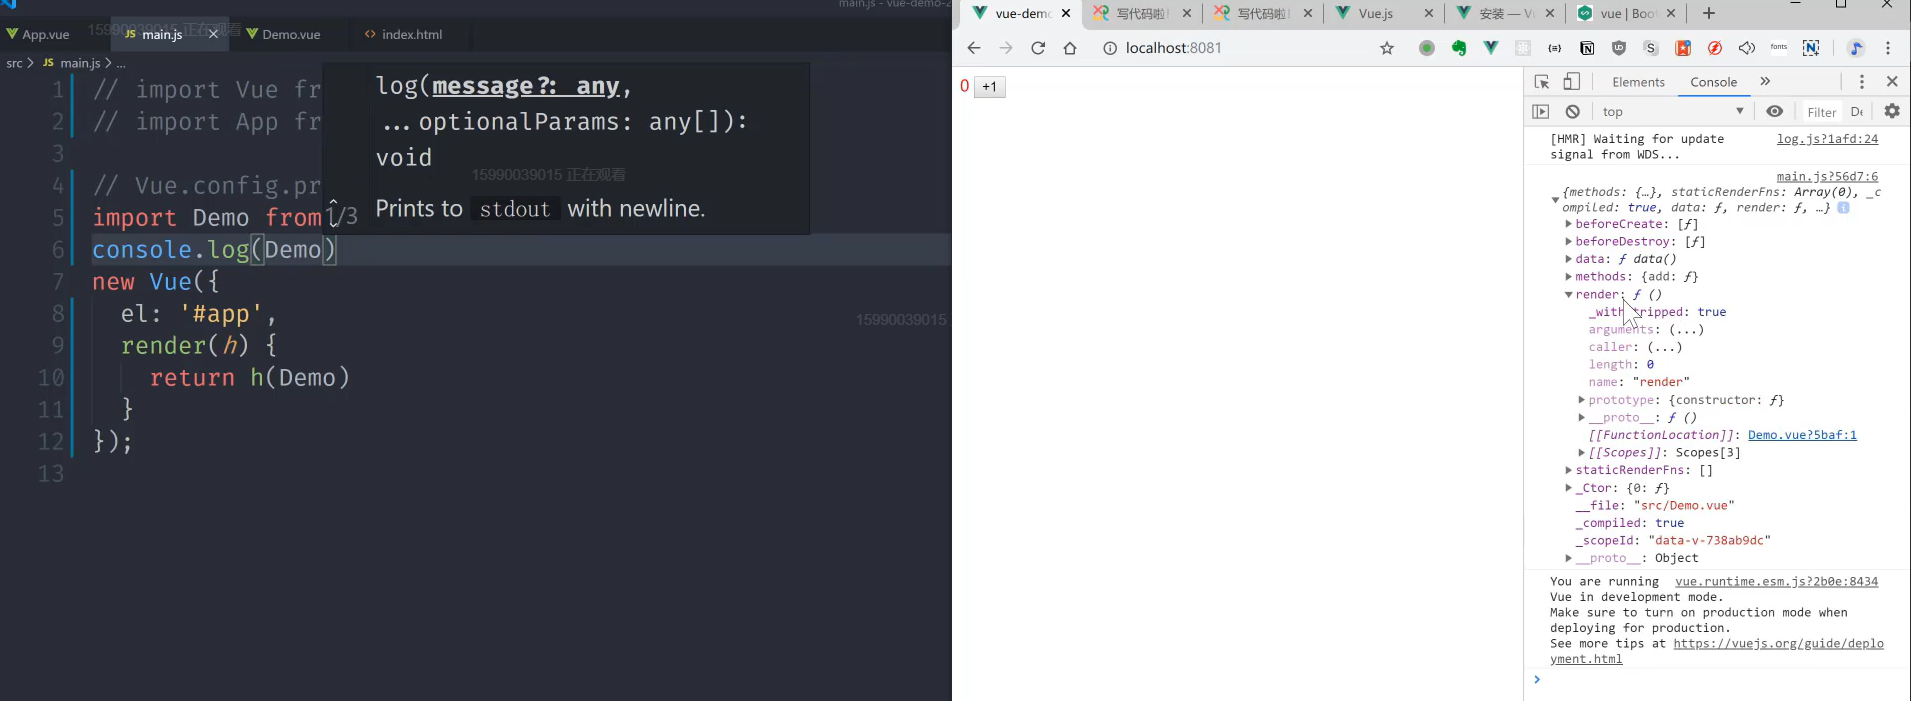 main.js - vue-demo-2
App.vue
main.js
Demo.vue
index.html
15990039015 正在观看
src > JS main.js > ...
1 // import Vue fr
2 // import App fr
3
4 // Vue.config.pr
5 import Demo from
6 console.log(Demo)
7 new Vue({
8 el: '#app',
9 render(h) {
10 return h(Demo)
11 }
12 });
13
1/3
log(message?: any,
...optionalParams: any[]):
void
15990039015 正在观看
Prints to stdout with newline.
15990039015
vue-demo
写代码啦!
写代码啦!
Vue.js
安装 — Vu
vue | Boot
localhost:8081
0 +1
Elements
Console
top
Filter
De
[HMR] Waiting for update log.js?1afd:24
signal from WDS...
main.js?56d7:6
{methods: {…}, staticRenderFns: Array(0), _c
ompiled: true, data: ƒ, render: ƒ, …}
beforeCreate: [ƒ]
beforeDestroy: [ƒ]
data: ƒ data()
methods: {add: ƒ}
render: ƒ ()
_with tripped: true
arguments: (...)
caller: (...)
length: 0
name: "render"
prototype: {constructor: ƒ}
__proto__: ƒ ()
[[FunctionLocation]]: Demo.vue?5baf:1
[[Scopes]]: Scopes[3]
staticRenderFns: []
_Ctor: {0: ƒ}
__file: "src/Demo.vue"
_compiled: true
_scopeId: "data-v-738ab9dc"
__proto__: Object
You are running vue.runtime.esm.js?2b0e:8434
Vue in development mode.
Make sure to turn on production mode when
deploying for production.
See more tips at https://vuejs.org/guide/deplo
yment.html